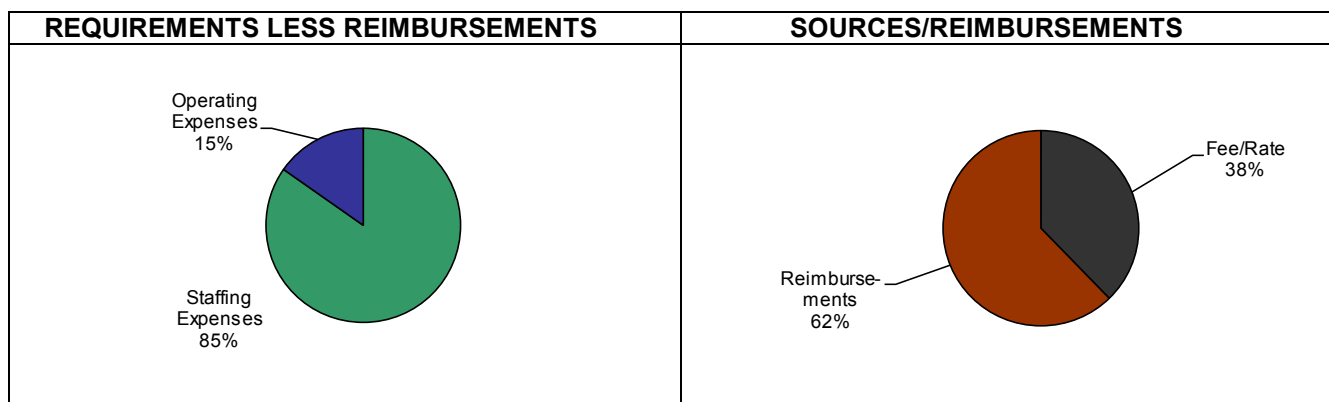 REQUIREMENTS LESS REIMBURSEMENTS
SOURCES/REIMBURSEMENTS
Operating
Expenses
15%
Staffing
Expenses
85%
Fee/Rate
38%
Reimburse-
ments
62%